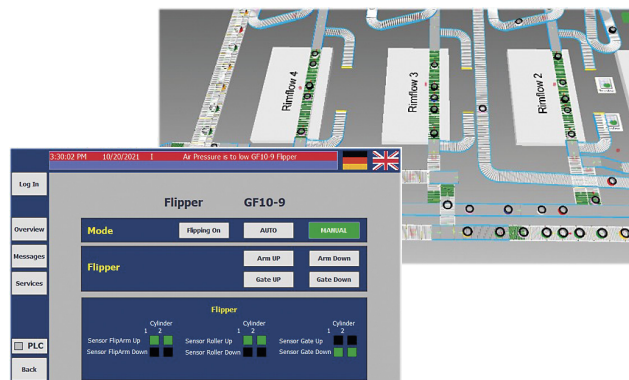 Rimflow 4
Rimflow 3
Rimflow 2
3:30:02 PM 10/20/2021 I Air Pressure is to low GF10-9 Flipper
Log In
Flipper GF10-9
Overview
Mode Flipping On AUTO MANUAL
Messages
Flipper Arm UP Arm Down
Services
Gate UP Gate Down
Flipper
Cylinder Cylinder Cylinder
1 2 1 2 1 2
Sensor FlipArm Up Sensor Roller Up Sensor Gate Up
Sensor FlipArm Down Sensor Roller Down Sensor Gate Down
PLC
Back